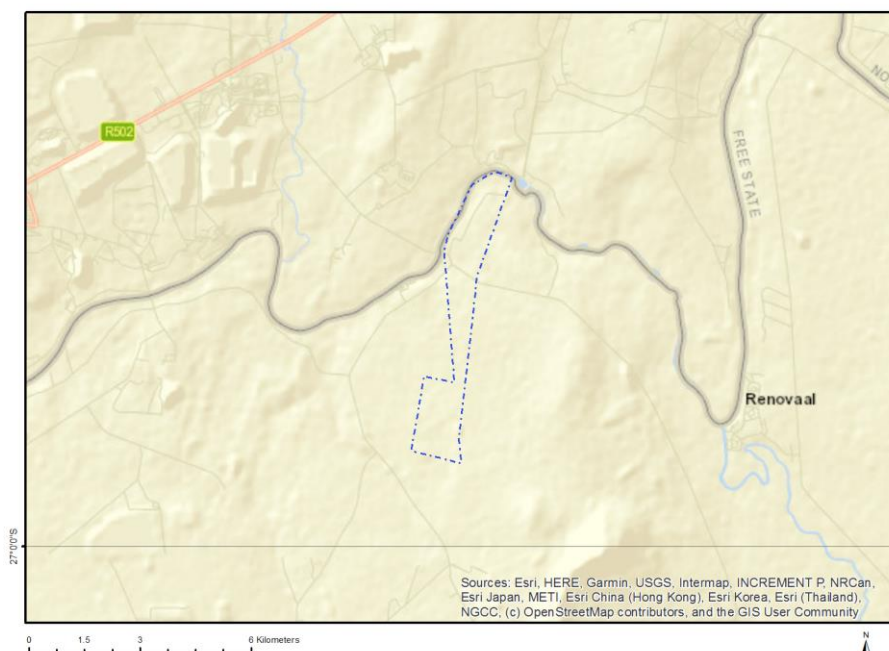 R502
NO
FREE STATE
Renovaal
27°0'0"S
Sources: Esri, HERE, Garmin, USGS, Intermap, INCREMENT P, NRCan,
Esri Japan, METI, Esri China (Hong Kong), Esri Korea, Esri (Thailand),
NGCC, (c) OpenStreetMap contributors, and the GIS User Community
0 1.5 3 6 Kilometers
N